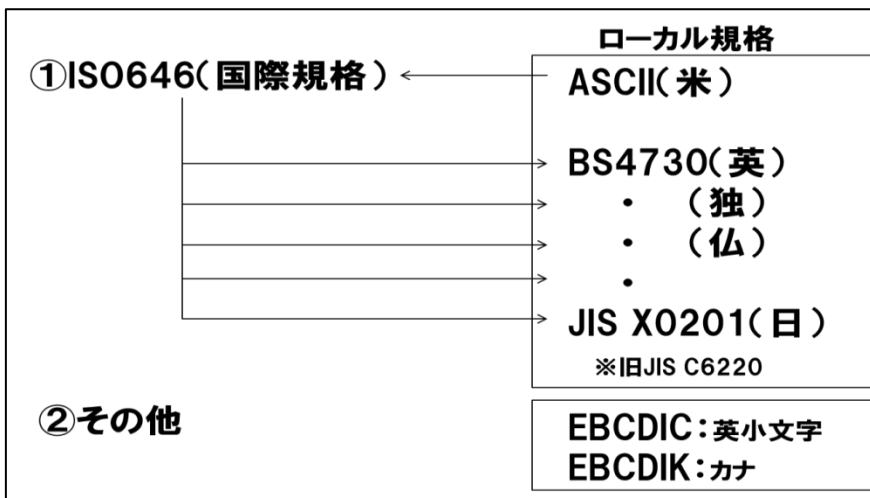 ローカル規格
①ISO646(国際規格)
ASCII(米)
BS4730(英)
・ (独)
・ (仏)
・
JIS X0201(日)
※旧JIS C6220
②その他
EBCDIC：英小文字
EBCDIK：カナ